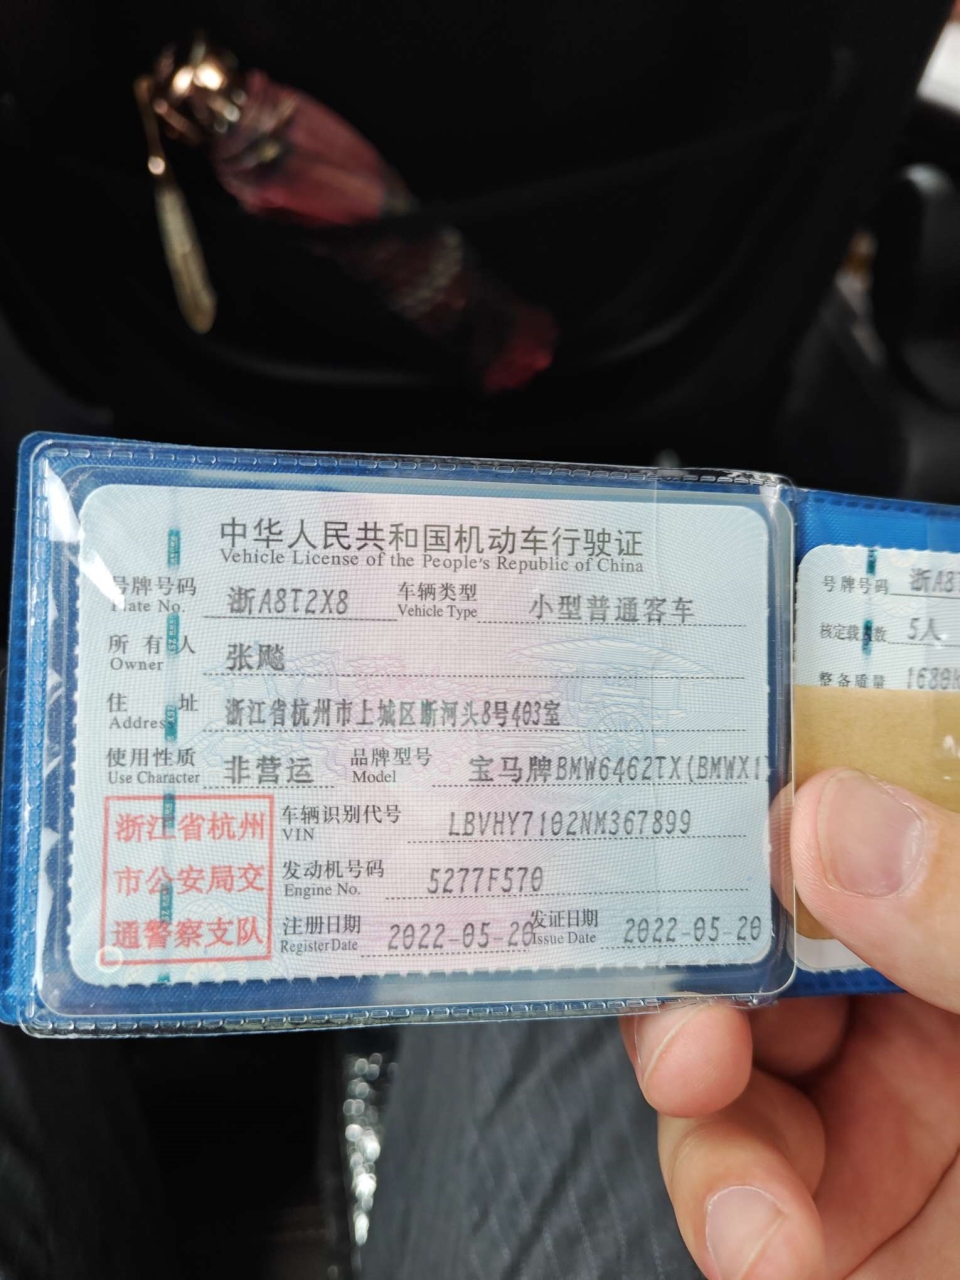 中华人民共和国机动车行驶证
Vehicle License of the People's Republic of China
号牌号码 浙A8T2X8 车辆类型 小型普通客车
Plate No. Vehicle Type
所有人 张飚
Owner
住址 浙江省杭州市上城区断河头8号403室
Address
使用性质 非营运 品牌型号 宝马牌BMW6462TX(BMWX1
Use Character Model
浙江省杭州
市公安局交
通警察支队
车辆识别代号 LBVHY7102NM367899
VIN
发动机号码 5277F570
Engine No.
注册日期 2022-05-20 发证日期 2022-05-20
Register Date Issue Date
号牌号码 浙A8T
核定载人数 5人
整备质量 1680